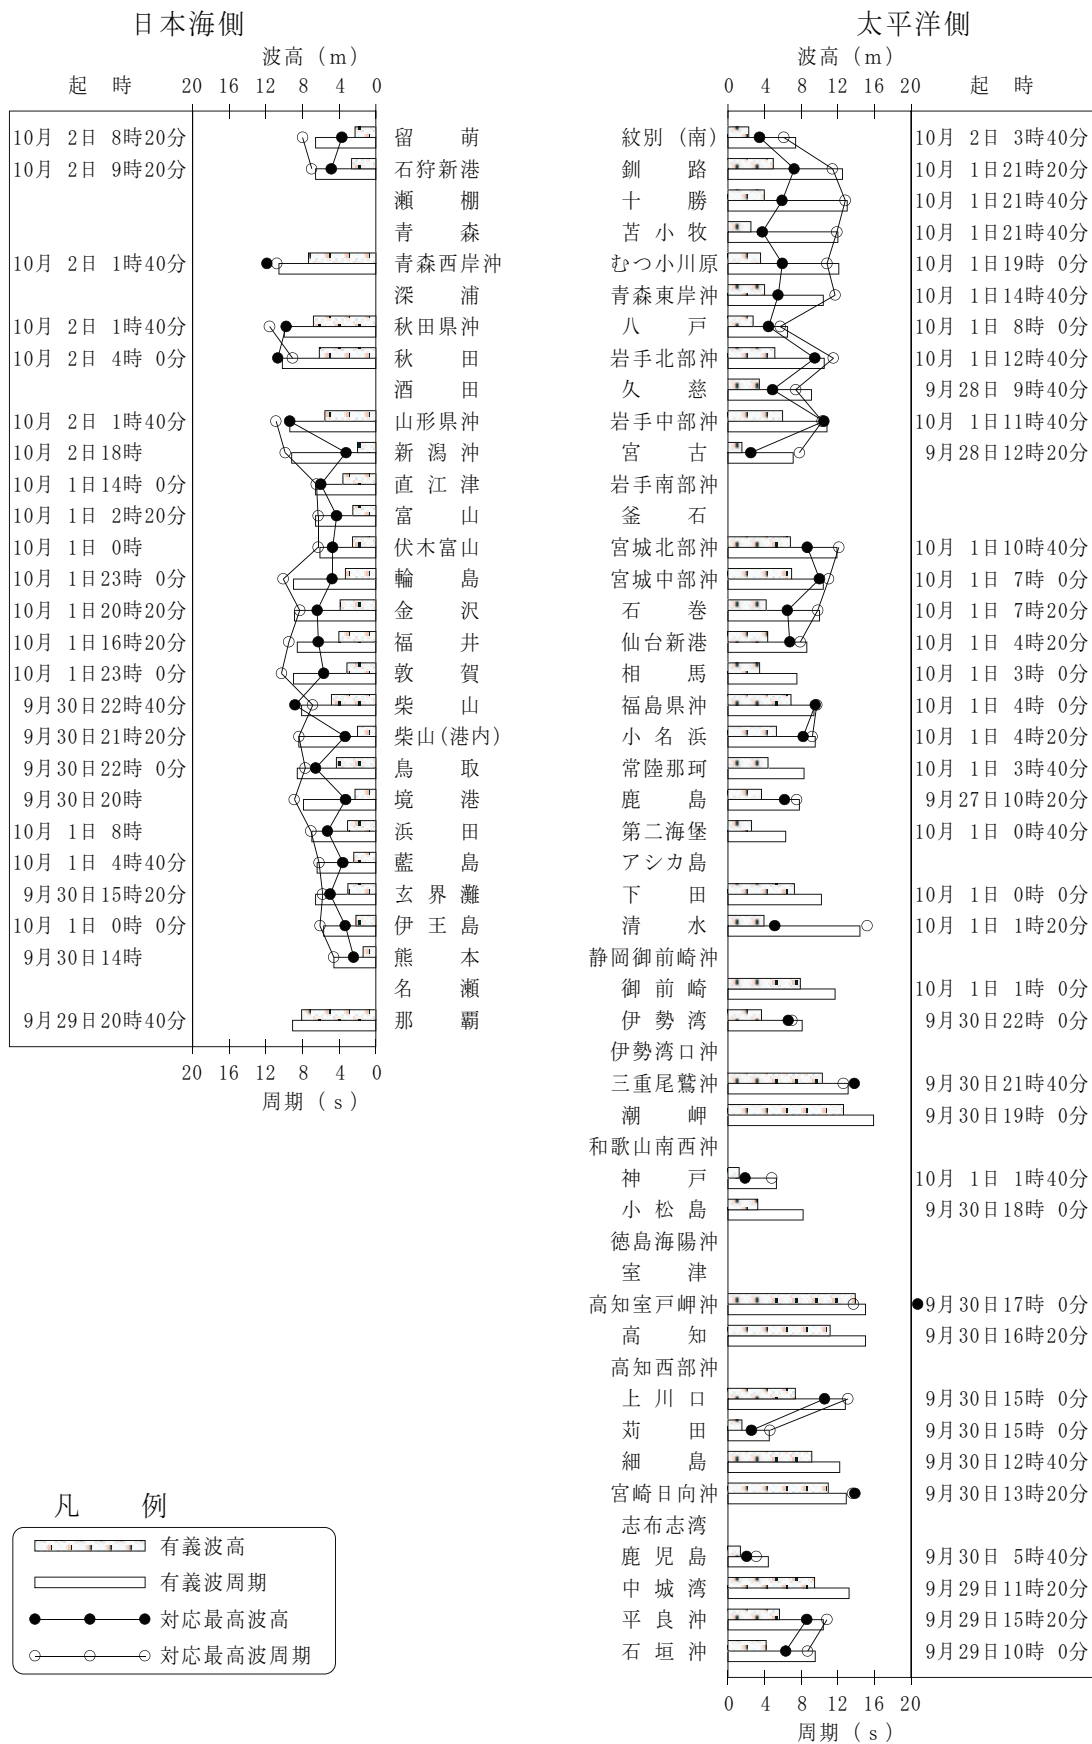 日本海側
波高 (m)
起 時 20 16 12 8 4 0
10月 2日 8時20分 留 萌
10月 2日 9時20分 石狩新港
瀬 棚
青 森
10月 2日 1時40分 青森西岸沖
深 浦
10月 2日 1時40分 秋田県沖
10月 2日 4時 0分 秋 田
酒 田
10月 2日 1時40分 山形県沖
10月 2日18時 新潟沖
10月 1日14時 0分 直江津
10月 1日 2時20分 富 山
10月 1日 0時 伏木富山
10月 1日23時 0分 輪 島
10月 1日20時20分 金 沢
10月 1日16時20分 福 井
10月 1日23時 0分 敦 賀
9月30日22時40分 柴 山
9月30日21時20分 柴山(港内)
9月30日22時 0分 鳥 取
9月30日20時 境 港
10月 1日 8時 浜 田
10月 1日 4時40分 藍 島
9月30日15時20分 玄界灘
10月 1日 0時 0分 伊王島
9月30日14時 熊 本
名 瀬
9月29日20時40分 那 覇
20 16 12 8 4 0
周期 (s)
太平洋側
波高 (m)
0 4 8 12 16 20 起 時
紋別 (南) 10月 2日 3時40分
釧 路 10月 1日21時20分
十 勝 10月 1日21時40分
苫小牧 10月 1日21時40分
むつ小川原 10月 1日19時 0分
青森東岸沖 10月 1日14時40分
八 戸 10月 1日 8時 0分
岩手北部沖 10月 1日12時40分
久 慈 9月28日 9時40分
岩手中部沖 10月 1日11時40分
宮 古 9月28日12時20分
岩手南部沖
釜 石
宮城北部沖 10月 1日10時40分
宮城中部沖 10月 1日 7時 0分
石 巻 10月 1日 7時20分
仙台新港 10月 1日 4時20分
相 馬 10月 1日 3時 0分
福島県沖 10月 1日 4時 0分
小名浜 10月 1日 4時20分
常陸那珂 10月 1日 3時40分
鹿 島 9月27日10時20分
第二海堡 10月 1日 0時40分
アシカ島
下 田 10月 1日 0時 0分
清 水 10月 1日 1時20分
静岡御前崎沖
御前崎 10月 1日 1時 0分
伊勢湾 9月30日22時 0分
伊勢湾口沖
三重尾鷲沖 9月30日21時40分
潮 岬 9月30日19時 0分
和歌山南西沖
神 戸 10月 1日 1時40分
小松島 9月30日18時 0分
徳島海陽沖
室 津
高知室戸岬沖 9月30日17時 0分
高 知 9月30日16時20分
高知西部沖
上川口 9月30日15時 0分
苅 田 9月30日15時 0分
細 島 9月30日12時40分
宮崎日向沖 9月30日13時20分
志布志湾
鹿児島 9月30日 5時40分
中城湾 9月29日11時20分
平良沖 9月29日15時20分
石垣沖 9月29日10時 0分
0 4 8 12 16 20
周期 (s)
凡 例
有義波高
有義波周期
対応最高波高
対応最高波周期